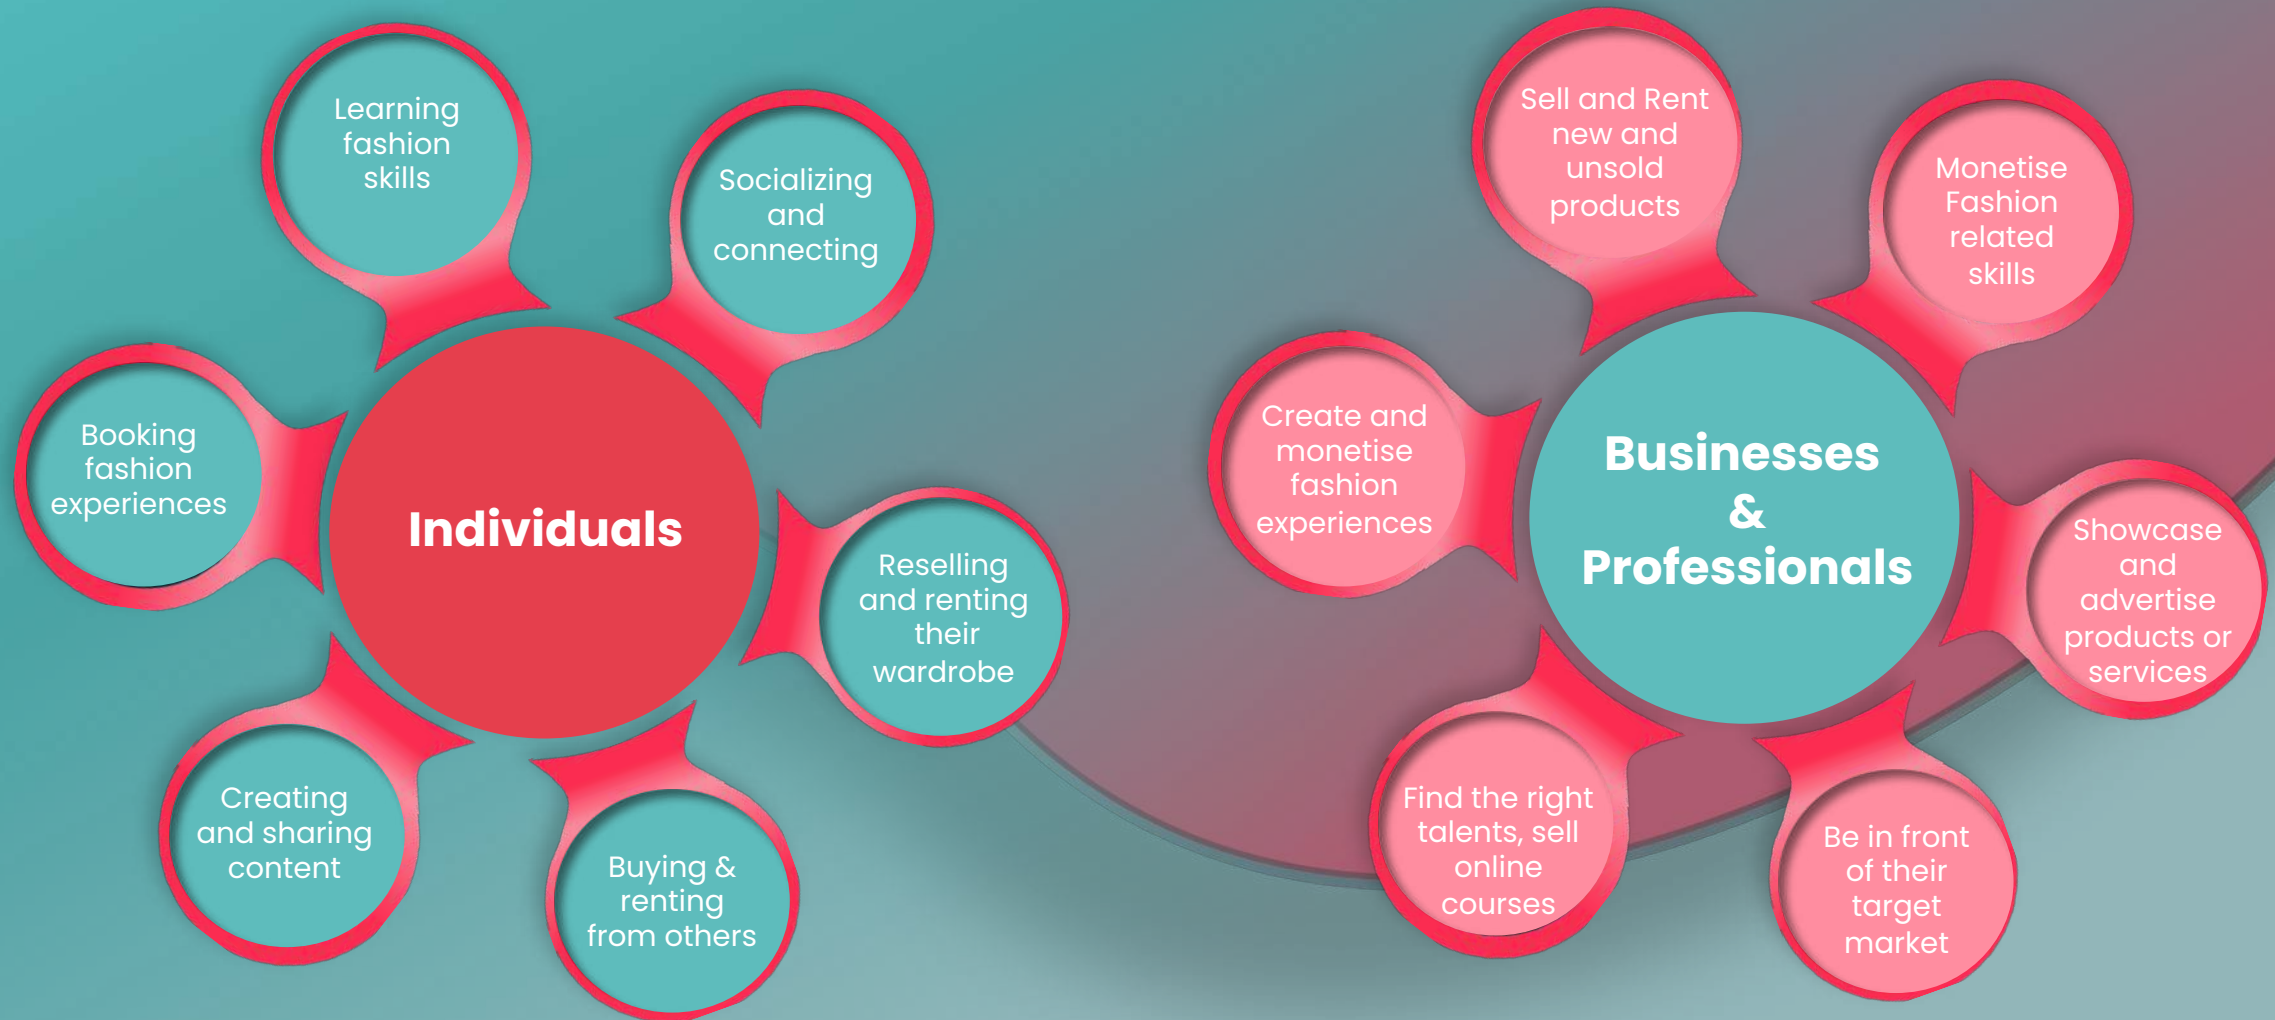 Learning
fashion
skills
Socializing
and
connecting
Booking
fashion
experiences
Individuals
Reselling
and renting
their
wardrobe
Creating
and sharing
content
Buying &
renting
from others
Sell and Rent
new and
unsold
products
Monetise
Fashion
related
skills
Create and
monetise
fashion
experiences
Businesses
&
Professionals
Showcase
and
advertise
products or
services
Find the right
talents, sell
online
courses
Be in front
of their
target
market